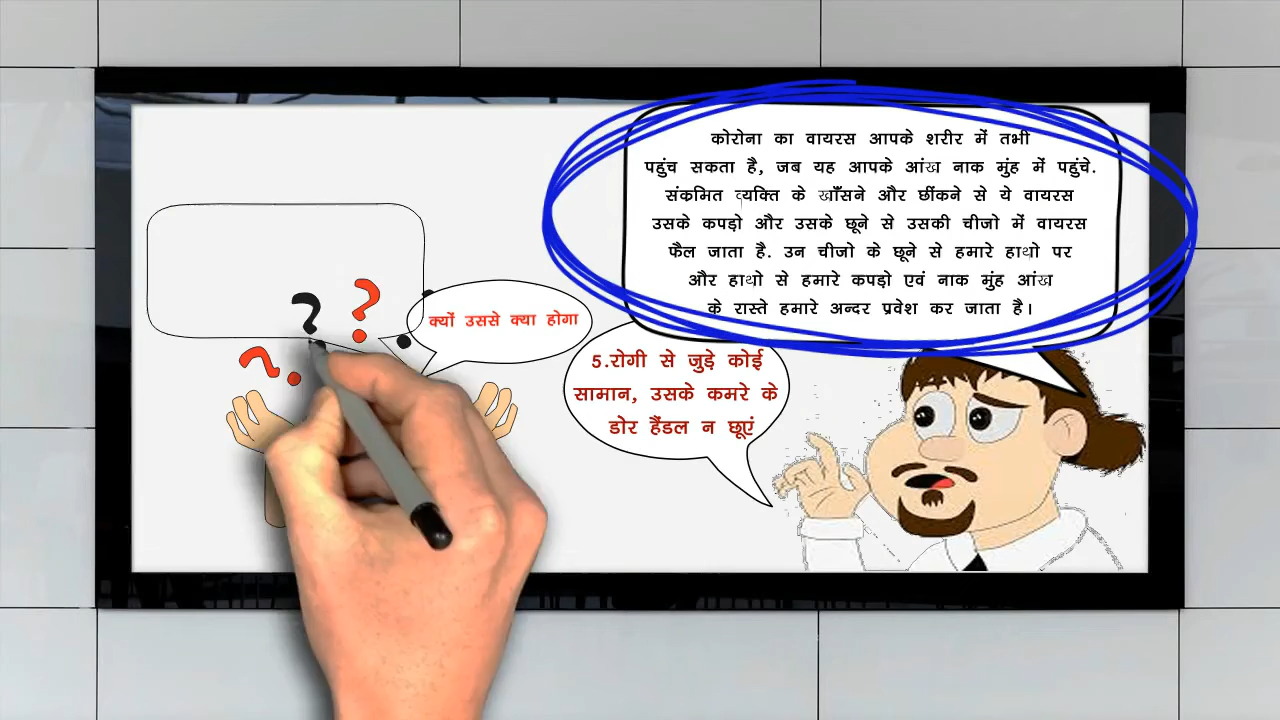 कोरोना का वायरस आपके शरीर में तभी
पहुंच सकता है, जब यह आपके आंख नाक मुंह में पहुंचे.
संक्रमित व्यक्ति के खाँसने और छींकने से ये वायरस
उसके कपड़ो और उसके छूने से उसकी चीजो में वायरस
फैल जाता है. उन चीजो के छूने से हमारे हाथो पर
और हाथो से हमारे कपड़ो एवं नाक मुंह आंख
के रास्ते हमारे अन्दर प्रवेश कर जाता है।
क्यों उससे क्या होगा
5.रोगी से जुड़े कोई
सामान, उसके कमरे के
डोर हैंडल न छूएं
? ? ?